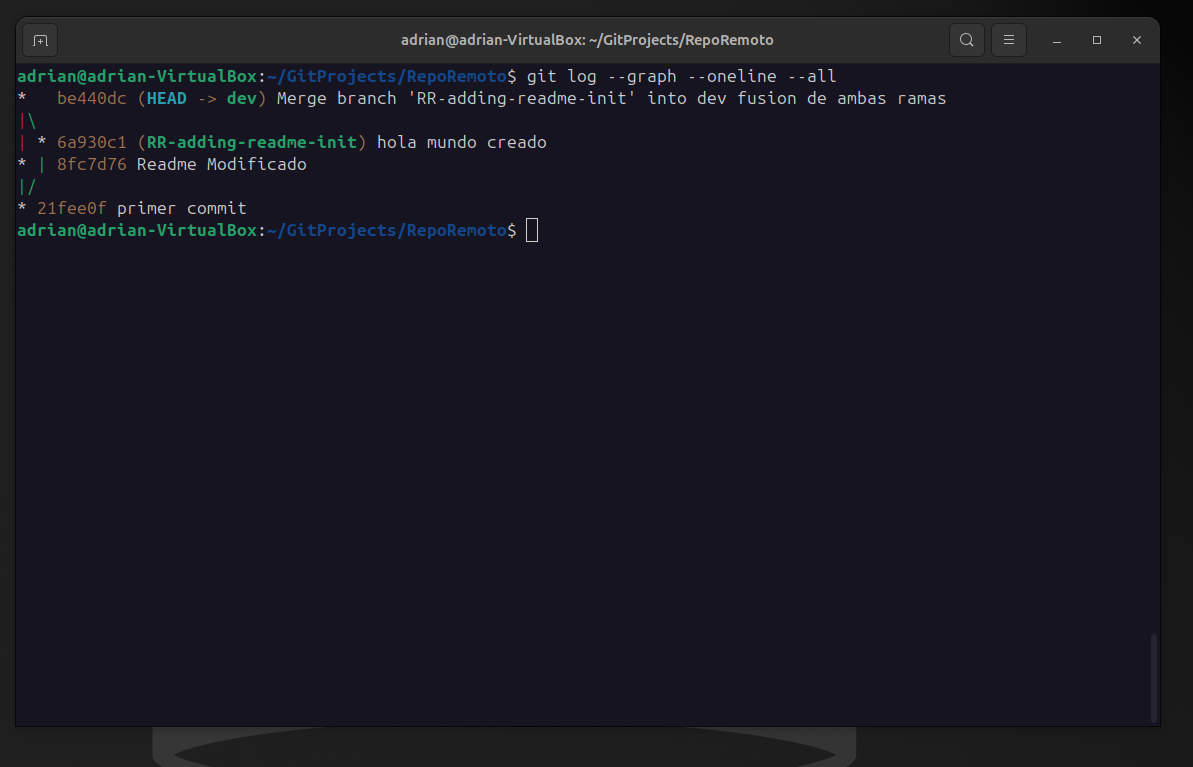 adrian@adrian-VirtualBox: ~/GitProjects/RepoRemoto
adrian@adrian-VirtualBox:~/GitProjects/RepoRemoto$ git log --graph --oneline --all
*   be440dc (HEAD -> dev) Merge branch 'RR-adding-readme-init' into dev fusion de ambas ramas
|\
| * 6a930c1 (RR-adding-readme-init) hola mundo creado
* | 8fc7d76 Readme Modificado
|/
* 21fee0f primer commit
adrian@adrian-VirtualBox:~/GitProjects/RepoRemoto$